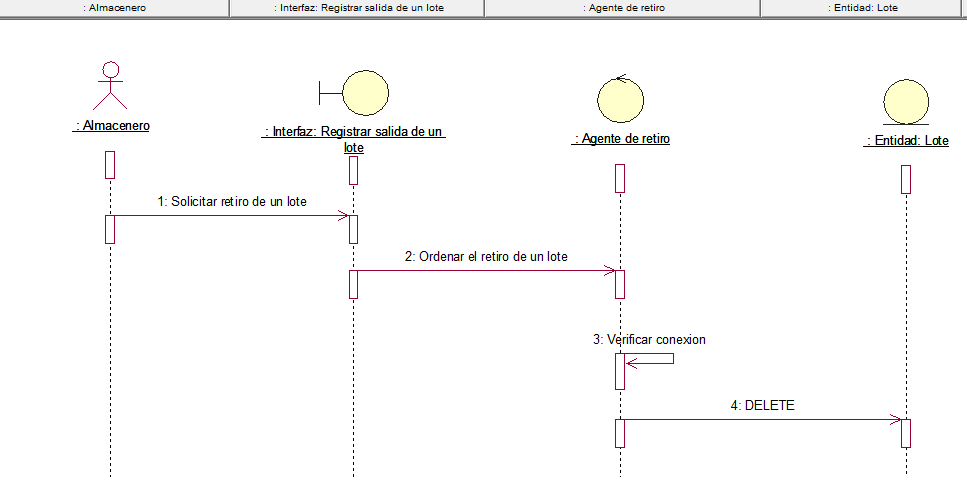 : Almacenero
: Interfaz: Registrar salida de un lote
: Agente de retiro
: Entidad: Lote
: Almacenero
: Interfaz: Registrar salida de un
lote
: Agente de retiro
: Entidad: Lote
1: Solicitar retiro de un lote
2: Ordenar el retiro de un lote
3: Verificar conexion
4: DELETE